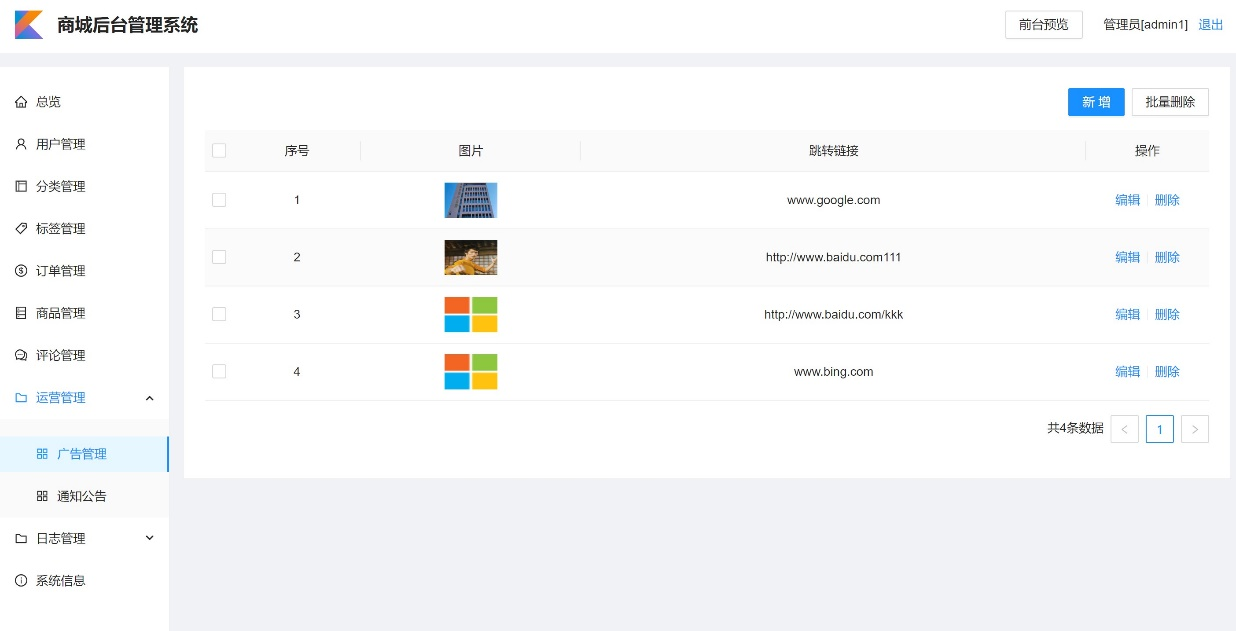 商城后台管理系统
前台预览 管理员[admin1] 退出
总览
用户管理
分类管理
标签管理
订单管理
商品管理
评论管理
运营管理
广告管理
通知公告
日志管理
系统信息
新 增 批量删除
序号 图片 跳转链接 操作
1 www.google.com 编辑 删除
2 http://www.baidu.com111 编辑 删除
3 http://www.baidu.com/kkk 编辑 删除
4 www.bing.com 编辑 删除
共4条数据 < 1 >